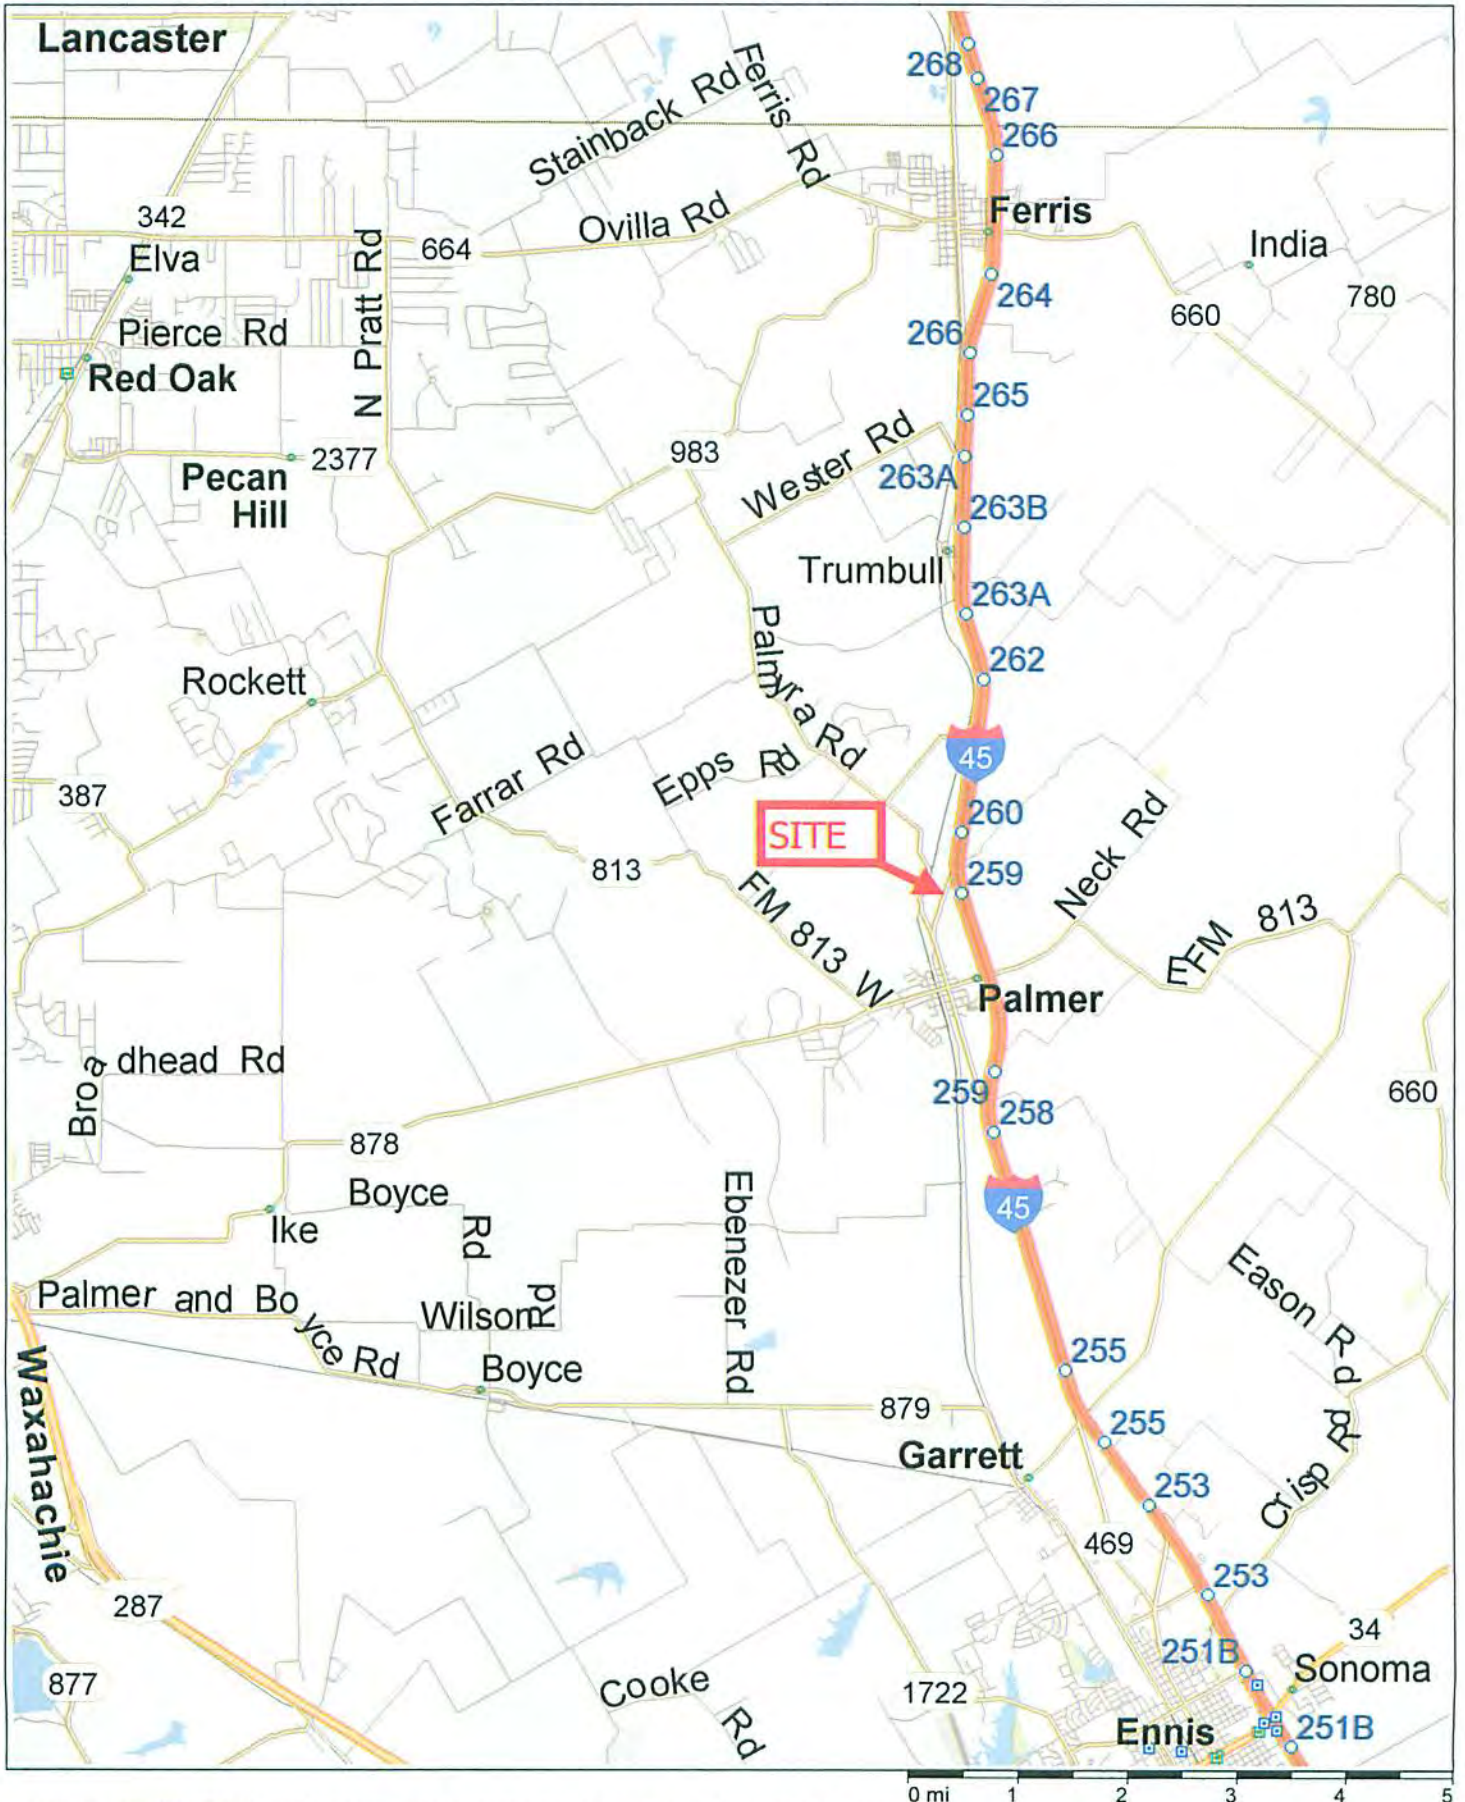 Lancaster
268
267
266
Stainback Rd
Ferris Rd
342
Ferris
Elva
N Pratt Rd
664
Ovilla Rd
India
780
660
264
Pierce Rd
266
Red Oak
265
2377
983
Wester Rd
Pecan
Hill
263A
263B
Trumbull
263A
Palmyra Rd
262
Rockett
45
387
Farrar Rd
Epps Rd
260
SITE
Neck Rd
813
259
FM 813 W
E FM 813
Palmer
Broadhead Rd
259
258
660
878
Boyce Rd
Ike
Ebenezer Rd
45
Palmer and Boyce Rd
Wilson Rd
Eason Rd
255
Waxahachie
Boyce
879
255
Crisp Rd
Garrett
253
469
253
287
34
251B
877
Cooke Rd
1722
Sonoma
Ennis
251B
0 mi 1 2 3 4 5